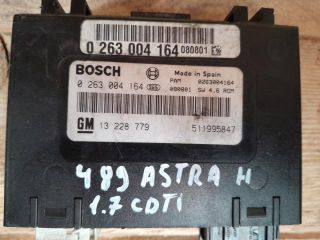 0 263 004 164 080801
BOSCH Made in Spain
0 263 004 164 PAM 0263004164
080801 SW 4.6 ROM
GM 13 228 779 511995847
489 ASTRA H
1.7 CDTI